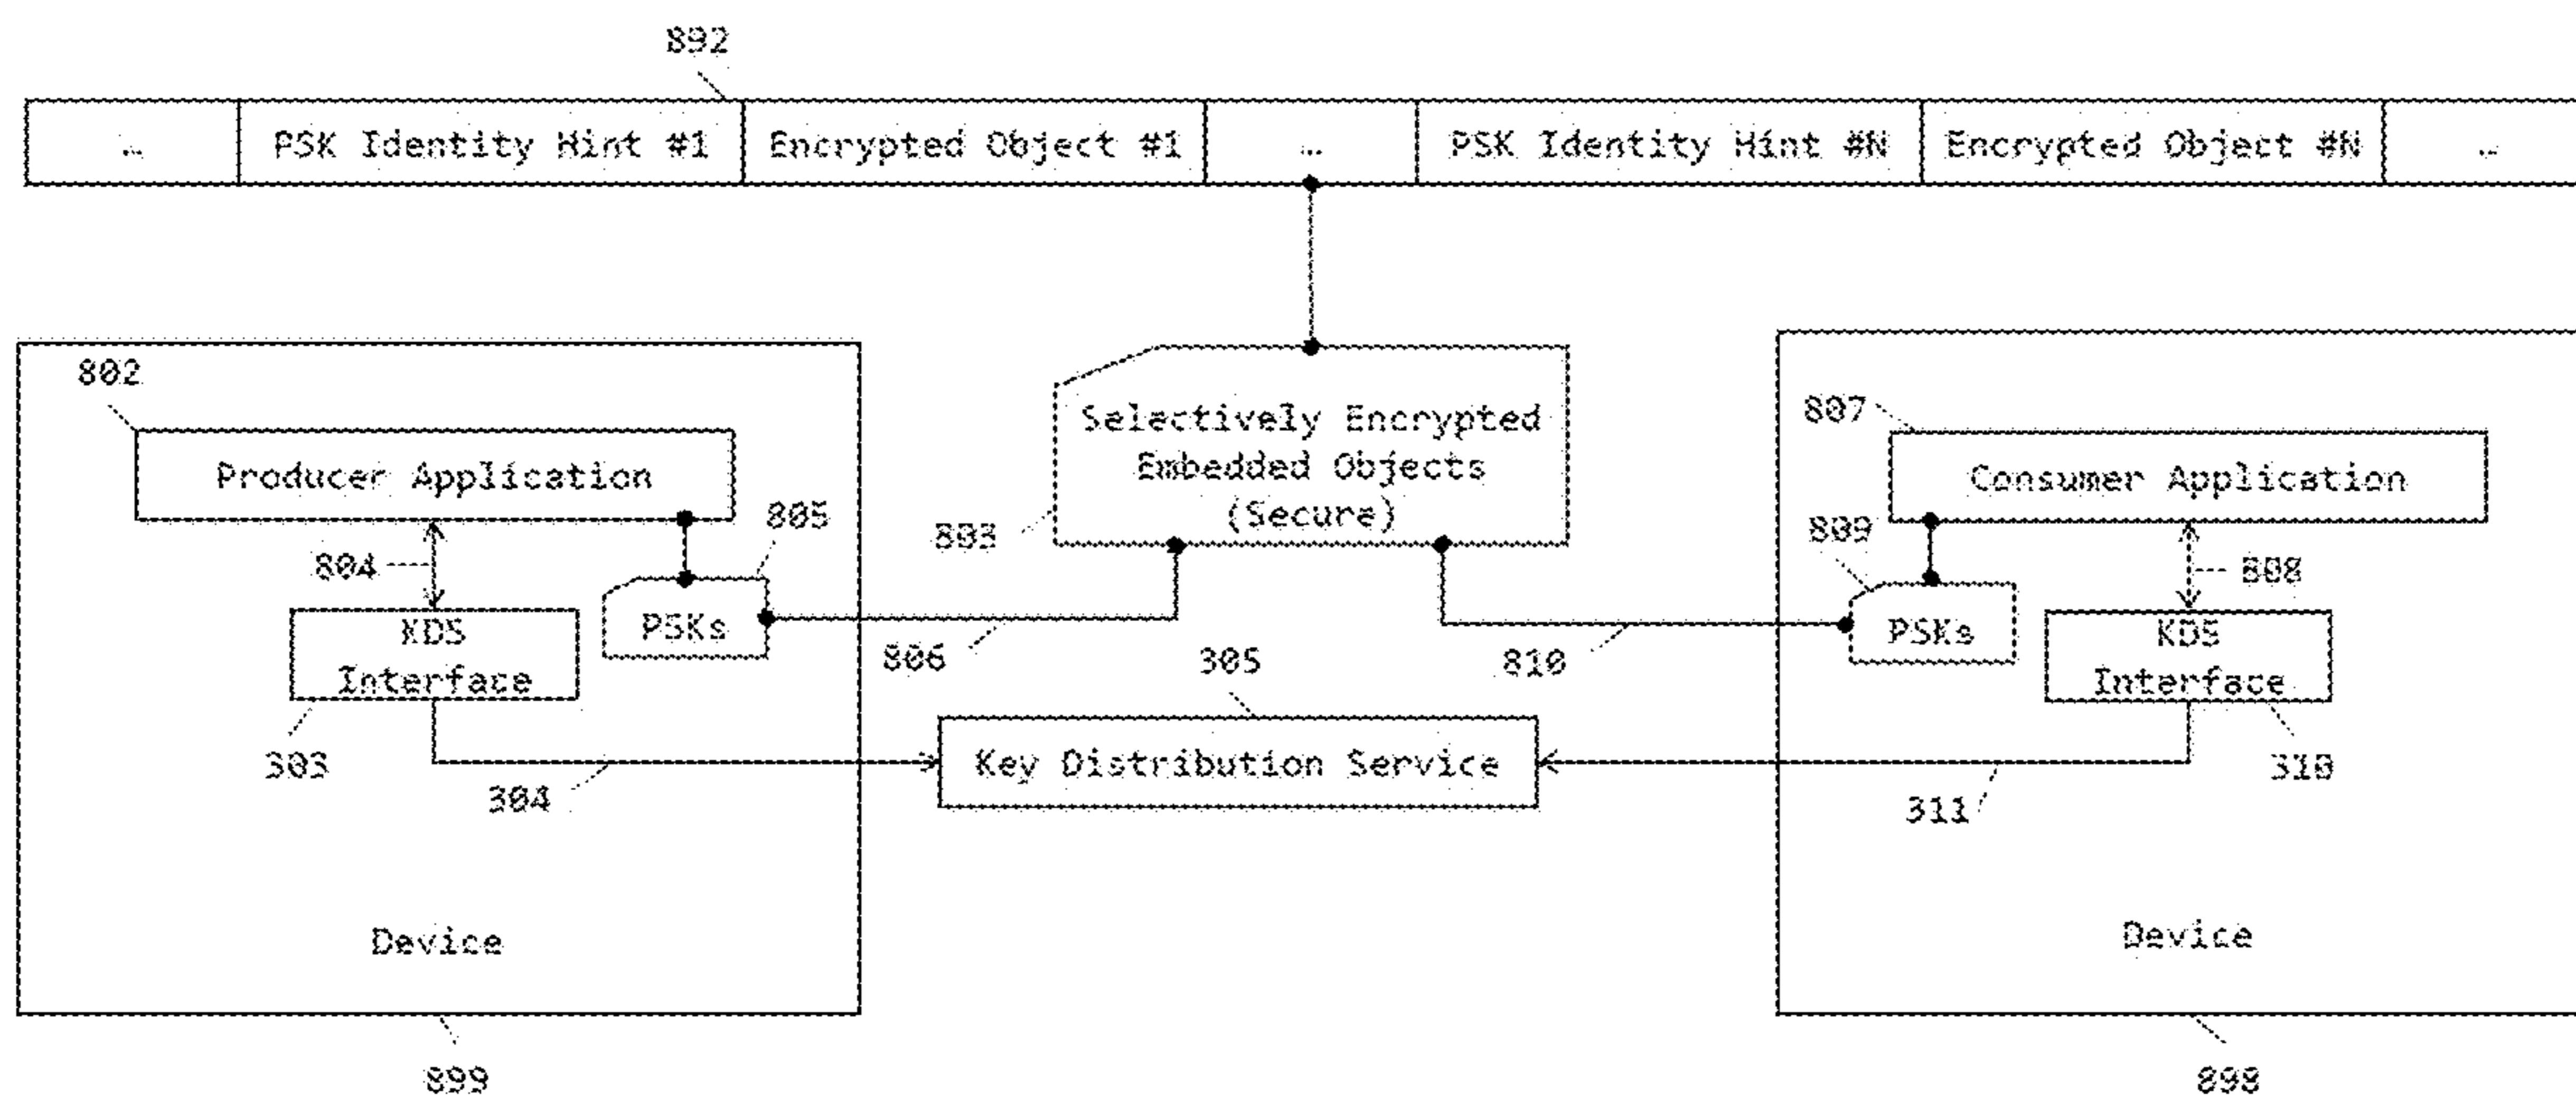 892
… PSK Identity Hint #1 Encrypted Object #1 … PSK Identity Hint #N Encrypted Object #N …
802
Producer Application
804
805
KDS
Interface
PSKs
303
304
806
Device
899
Selectively Encrypted
Embedded Objects
(Secure)
803
305
Key Distribution Service
810
807
Consumer Application
809
808
PSKs
KDS
Interface
310
311
Device
898